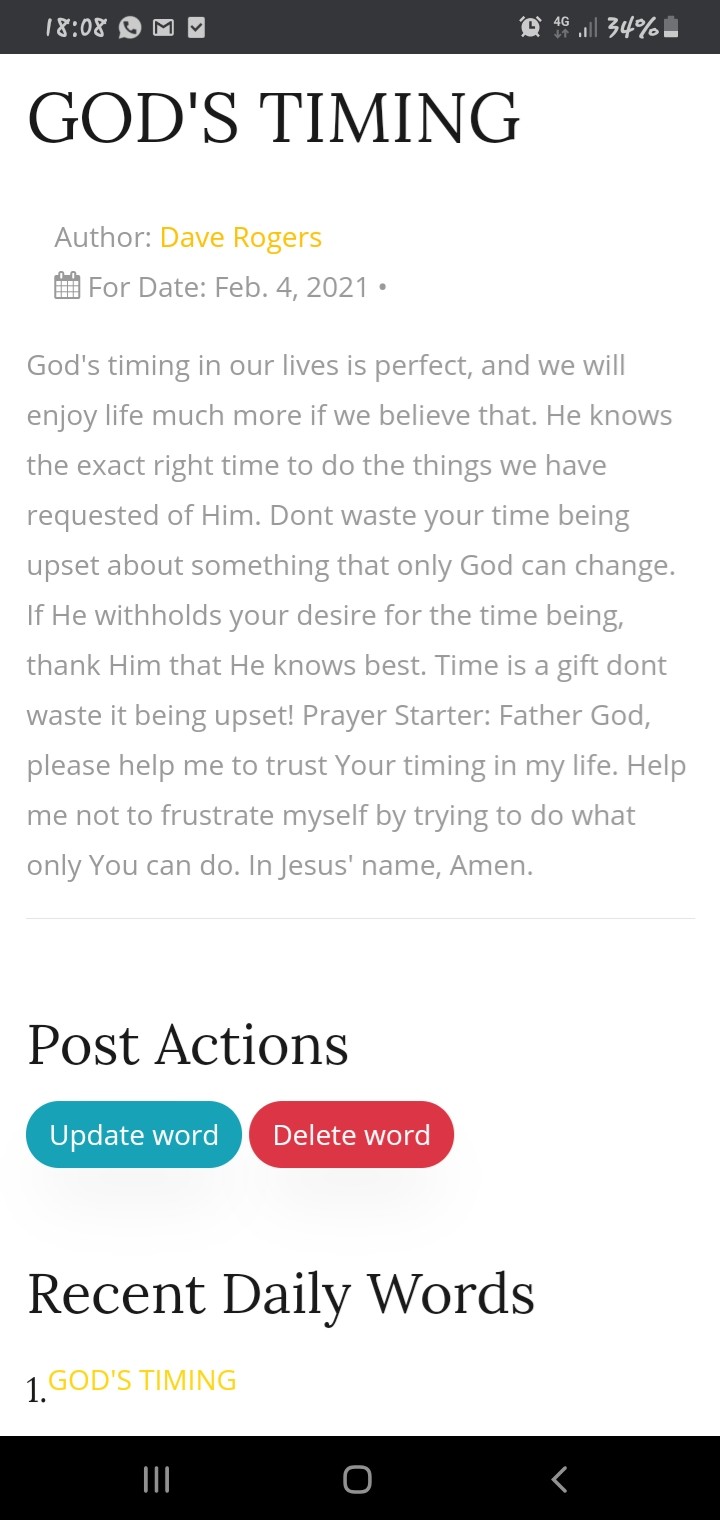 18:08 4G 34%
GOD'S TIMING
Author: Dave Rogers
For Date: Feb. 4, 2021 •
God's timing in our lives is perfect, and we will
enjoy life much more if we believe that. He knows
the exact right time to do the things we have
requested of Him. Dont waste your time being
upset about something that only God can change.
If He withholds your desire for the time being,
thank Him that He knows best. Time is a gift dont
waste it being upset! Prayer Starter: Father God,
please help me to trust Your timing in my life. Help
me not to frustrate myself by trying to do what
only You can do. In Jesus' name, Amen.
Post Actions
Update word Delete word
Recent Daily Words
1. GOD'S TIMING